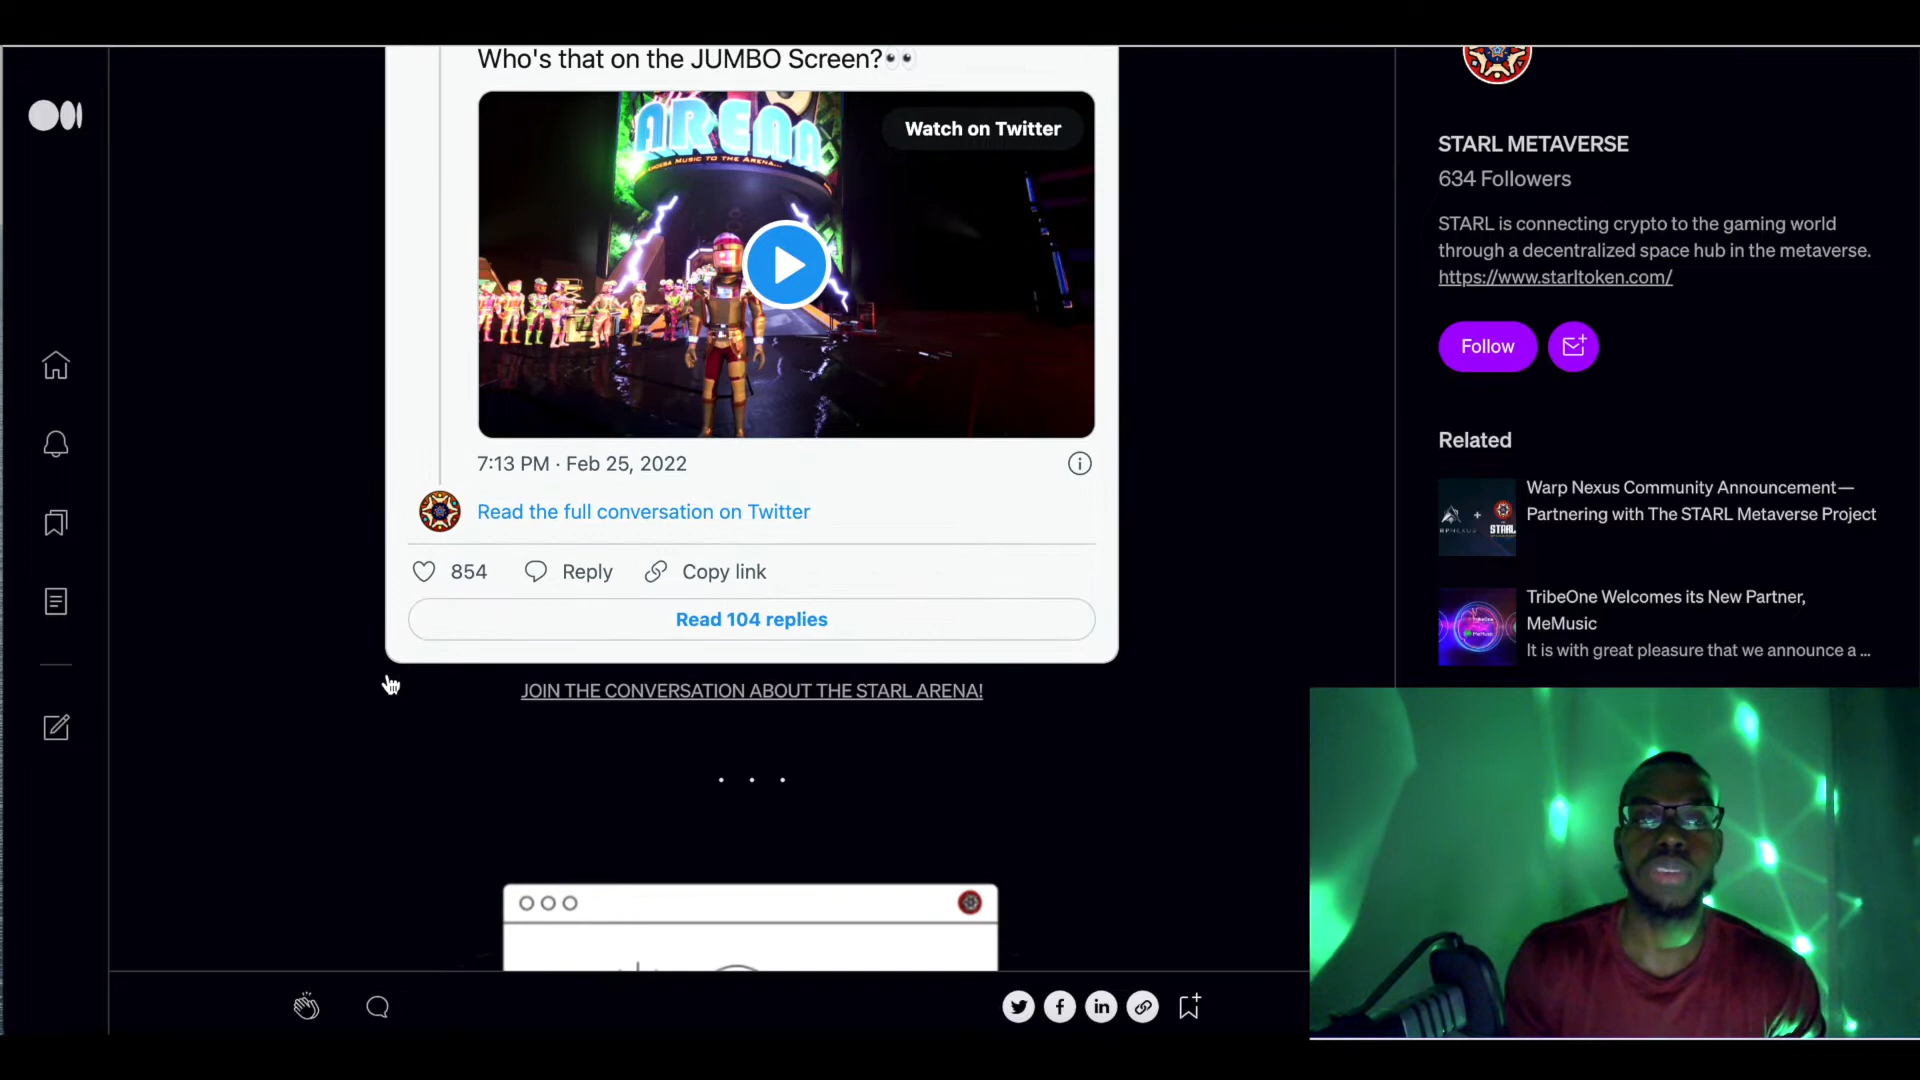 Who's that on the JUMBO Screen?👀
ARENA
Watch on Twitter
7:13 PM · Feb 25, 2022
Read the full conversation on Twitter
854
Reply
Copy link
Read 104 replies
JOIN THE CONVERSATION ABOUT THE STARL ARENA!
. . .
STARL METAVERSE
634 Followers
STARL is connecting crypto to the gaming world
through a decentralized space hub in the metaverse.
https://www.starltoken.com/
Follow
Related
Warp Nexus Community Announcement—
Partnering with The STARL Metaverse Project
STARL
TribeOne Welcomes its New Partner,
MeMusic
It is with great pleasure that we announce a ...